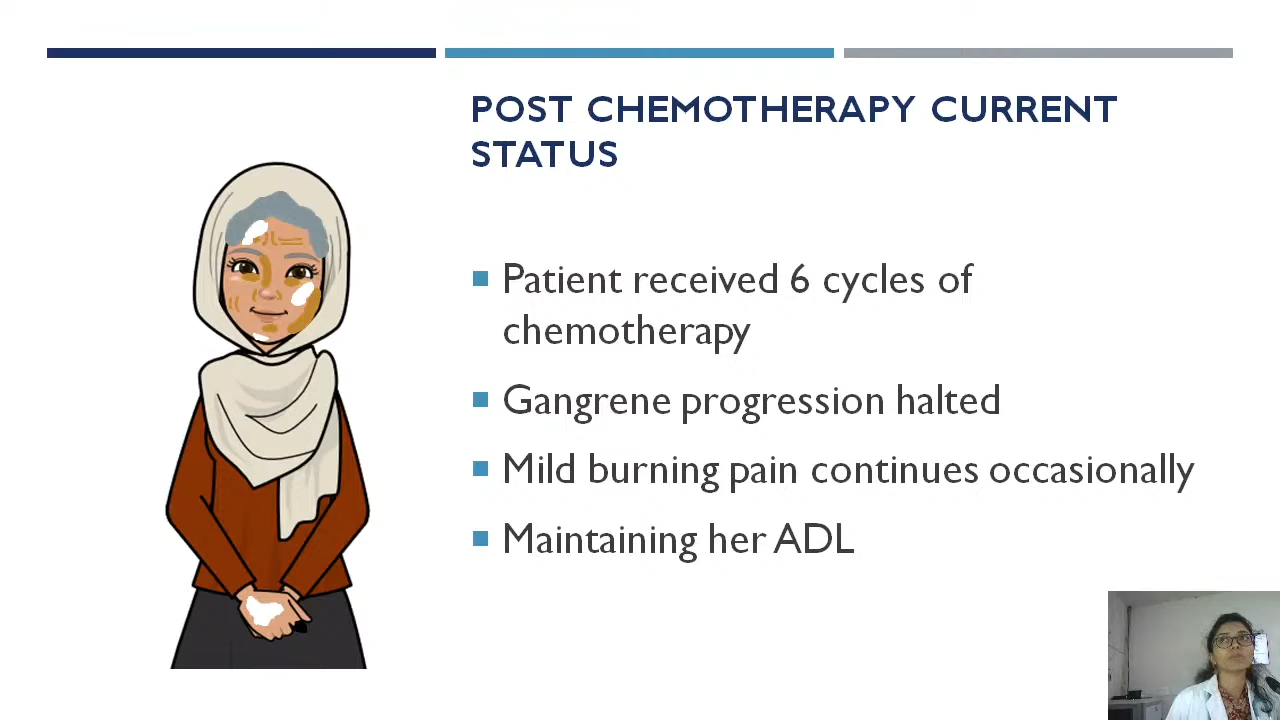 POST CHEMOTHERAPY CURRENT
STATUS
Patient received 6 cycles of
chemotherapy
Gangrene progression halted
Mild burning pain continues occasionally
Maintaining her ADL